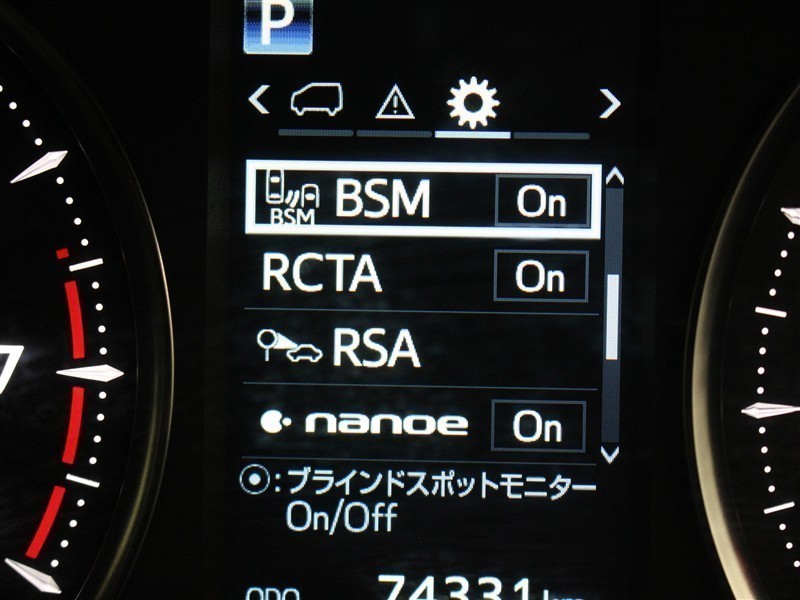 P
BSM BSM On
RCTA On
RSA
nanoe On
:ブラインドスポットモニター
On/Off
ODO 74331km
7